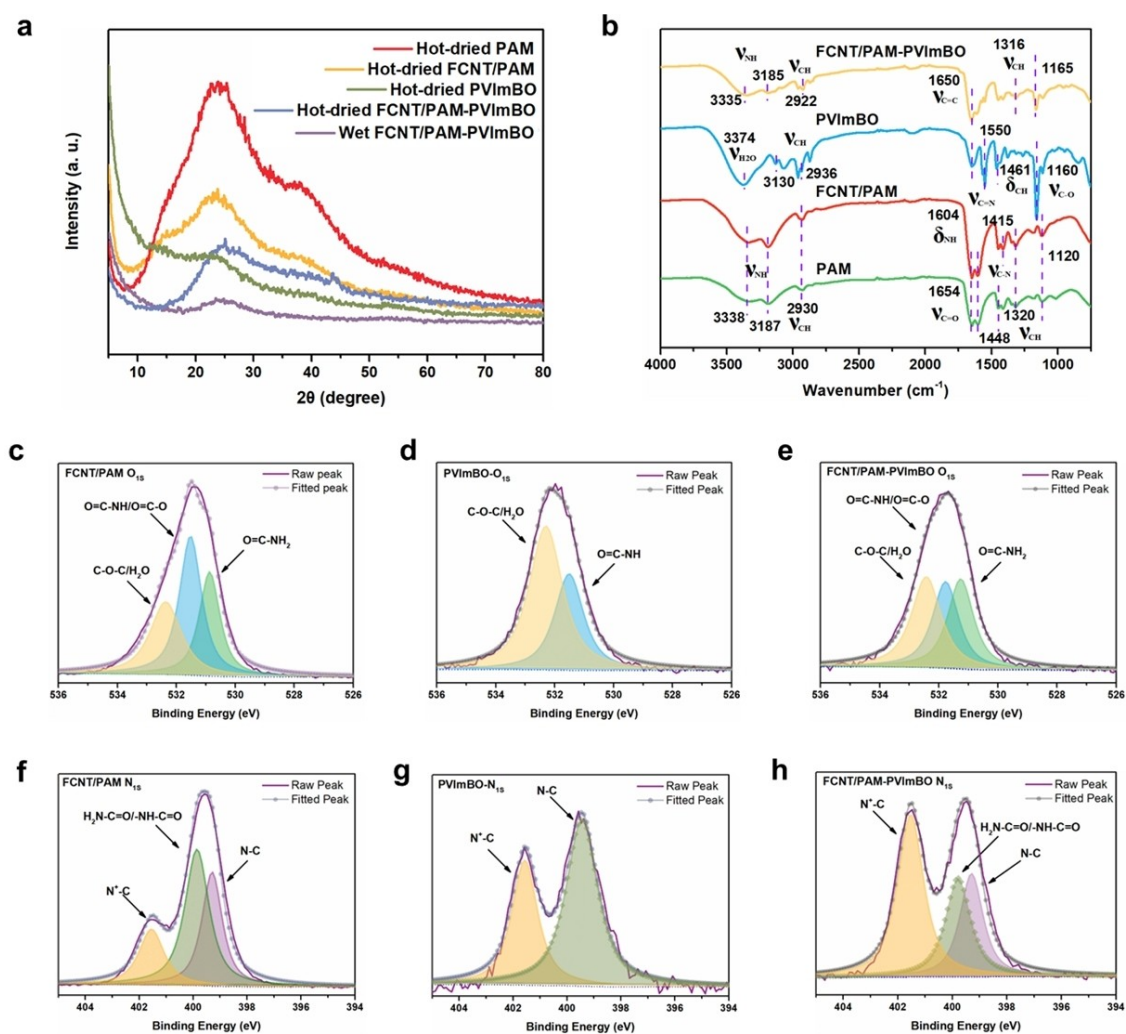 a
Hot-dried PAM
Hot-dried FCNT/PAM
Hot-dried PVImBO
Hot-dried FCNT/PAM-PVImBO
Wet FCNT/PAM-PVImBO
Intensity (a. u.)
10 20 30 40 50 60 70 80
2θ (degree)
b
νNH 3185 νCH FCNT/PAM-PVImBO 1316 νCH 1165
3335 2922 1650 νC=C
3374 νH2O νCH PVImBO 1550
3130 2936 1461 δCH 1160 νC-O
νC=N
FCNT/PAM 1604 δNH 1415
νNH νC-N 1120
PAM 1654 νC=O 1320
3338 3187 2930 νCH 1448 νCH
4000 3500 3000 2500 2000 1500 1000
Wavenumber (cm-1)
c
FCNT/PAM O1S
Raw peak
Fitted peak
O=C-NH/O=C-O
O=C-NH2
C-O-C/H2O
536 534 532 530 528 526
Binding Energy (eV)
d
PVImBO-O1S
Raw Peak
Fitted Peak
C-O-C/H2O
O=C-NH
536 534 532 530 528 526
Binding Energy (eV)
e
FCNT/PAM-PVImBO O1S
Raw Peak
Fitted Peak
O=C-NH/O=C-O
C-O-C/H2O
O=C-NH2
536 534 532 530 528 526
Binding Energy (eV)
f
FCNT/PAM N1S
Raw Peak
Fitted Peak
H2N-C=O/-NH-C=O
N-C
N+-C
404 402 400 398 396 394
Binding Energy (eV)
g
PVImBO-N1S
Raw Peak
Fitted Peak
N-C
N+-C
404 402 400 398 396 394
Binding Energy (eV)
h
FCNT/PAM-PVImBO N1S
Raw Peak
Fitted Peak
N+-C
H2N-C=O/-NH-C=O
N-C
404 402 400 398 396 394
Binding Energy (eV)